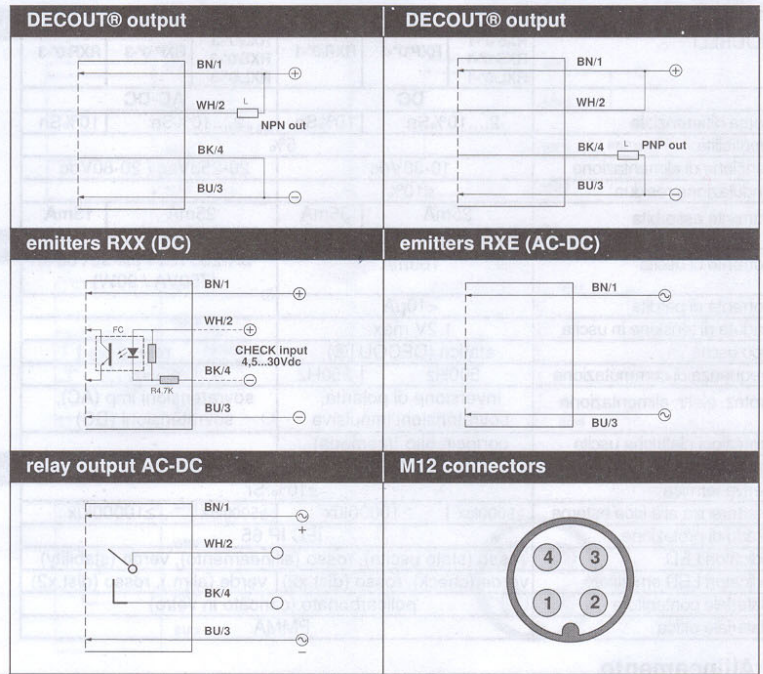 DECOUT® output
BN/1
WH/2
L
NPN out
BK/4
BU/3
DECOUT® output
BN/1
WH/2
BK/4
L
PNP out
BU/3
emitters RXX (DC)
BN/1
WH/2
FC
CHECK input
4,5...30Vdc
BK/4
R4.7K
BU/3
emitters RXE (AC-DC)
BN/1
BU/3
relay output AC-DC
BN/1
+
WH/2
BK/4
BU/3
M12 connectors
4 3
1 2